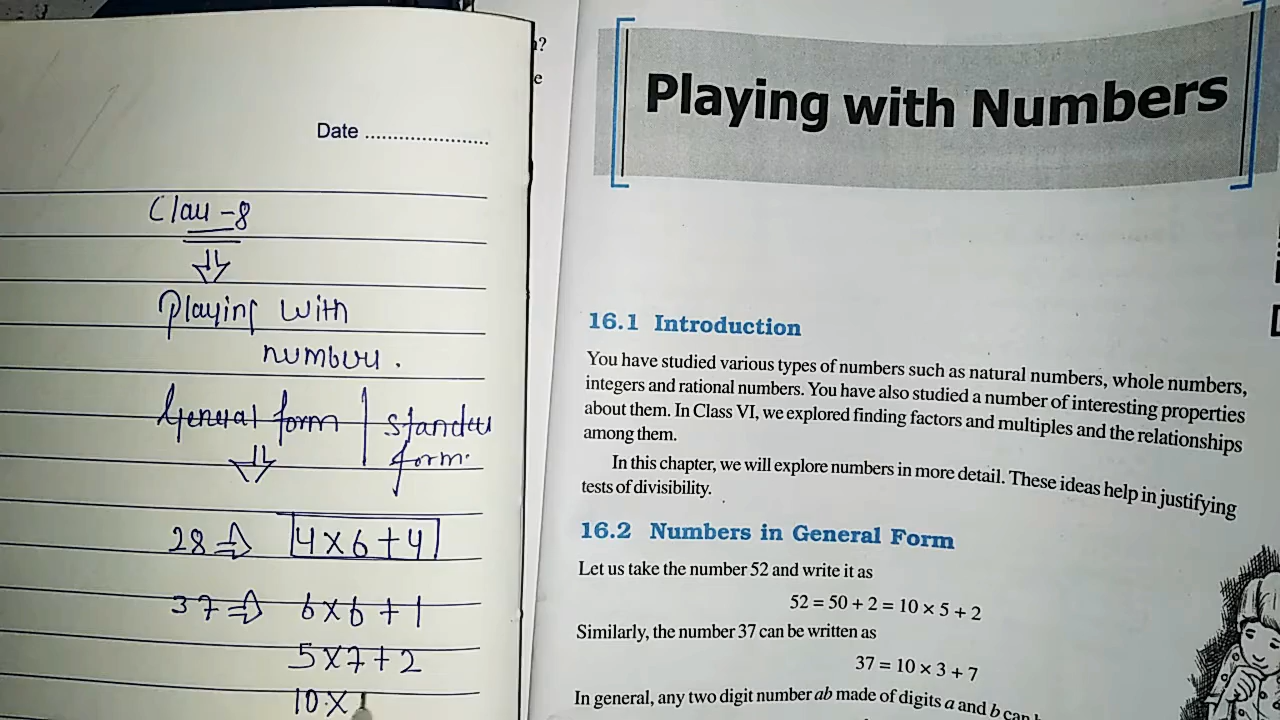 Date
Clau-8
Playing with
number.
General form | standu
form.
28 ⇒ 4×6+4
37 ⇒ 6×6+1
5×7+2
10×
?
e
Playing with Numbers
16.1 Introduction
You have studied various types of numbers such as natural numbers, whole numbers,
integers and rational numbers. You have also studied a number of interesting properties
about them. In Class VI, we explored finding factors and multiples and the relationships
among them.
In this chapter, we will explore numbers in more detail. These ideas help in justifying
tests of divisibility.
16.2 Numbers in General Form
Let us take the number 52 and write it as
52 = 50 + 2 = 10 × 5 + 2
Similarly, the number 37 can be written as
37 = 10 × 3 + 7
In general, any two digit number ab made of digits a and b can